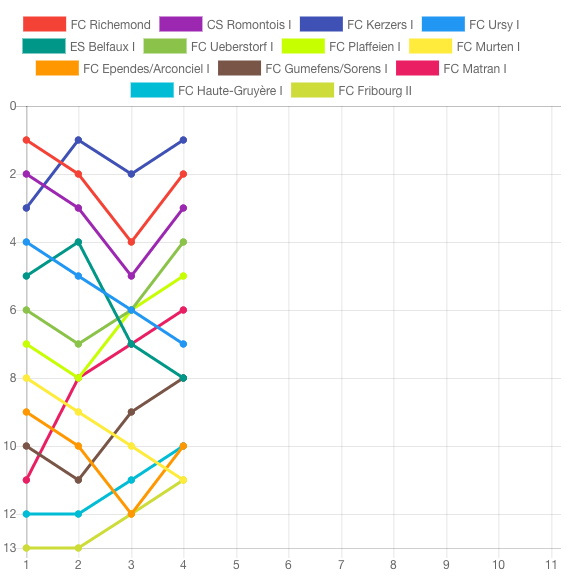 FC Richemond CS Romontois I FC Kerzers I FC Ursy I
ES Belfaux I FC Ueberstorf I FC Plaffeien I FC Murten I
FC Ependes/Arconciel I FC Gumefens/Sorens I FC Matran I
FC Haute-Gruyère I FC Fribourg II
0
2
4
6
8
10
12
13
1 2 3 4 5 6 7 8 9 10 11